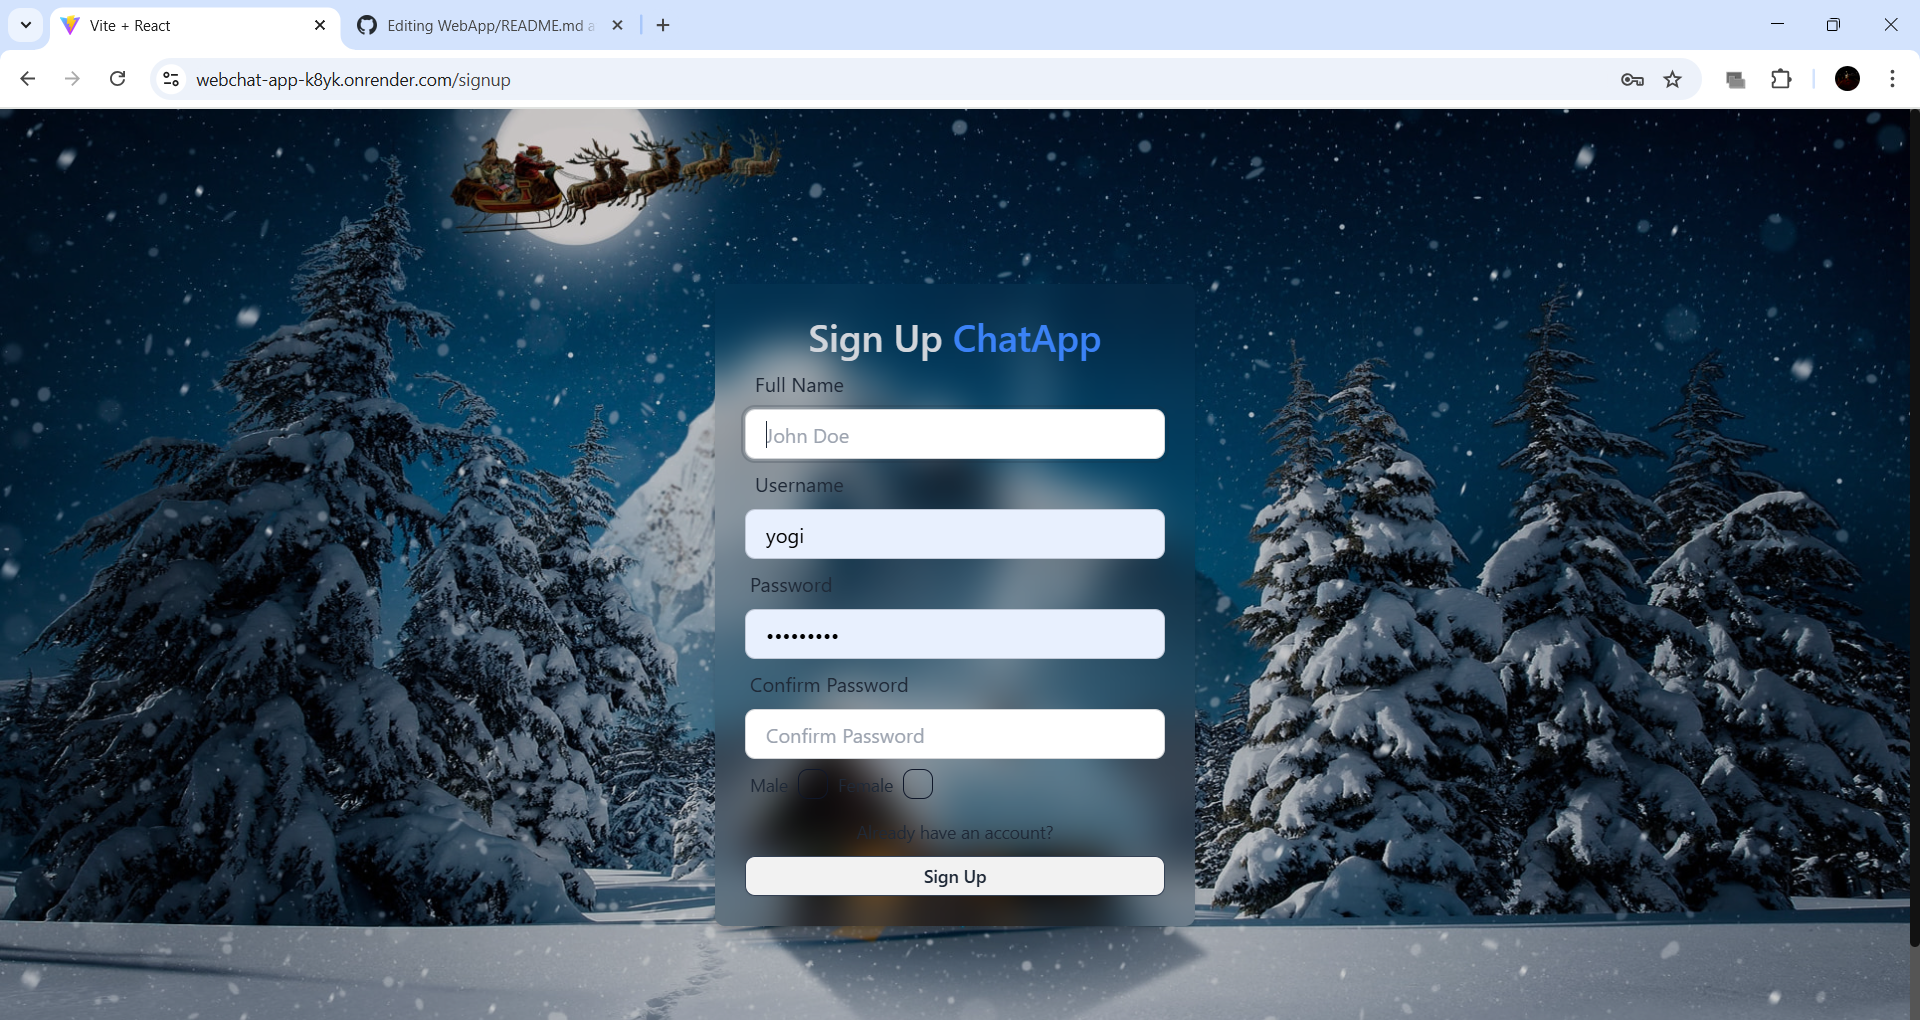 Vite + React
Editing WebApp/README.md a
webchat-app-k8yk.onrender.com/signup
Sign Up ChatApp
Full Name
John Doe
Username
yogi
Password
•••••••••
Confirm Password
Confirm Password
Male Female
Already have an account?
Sign Up